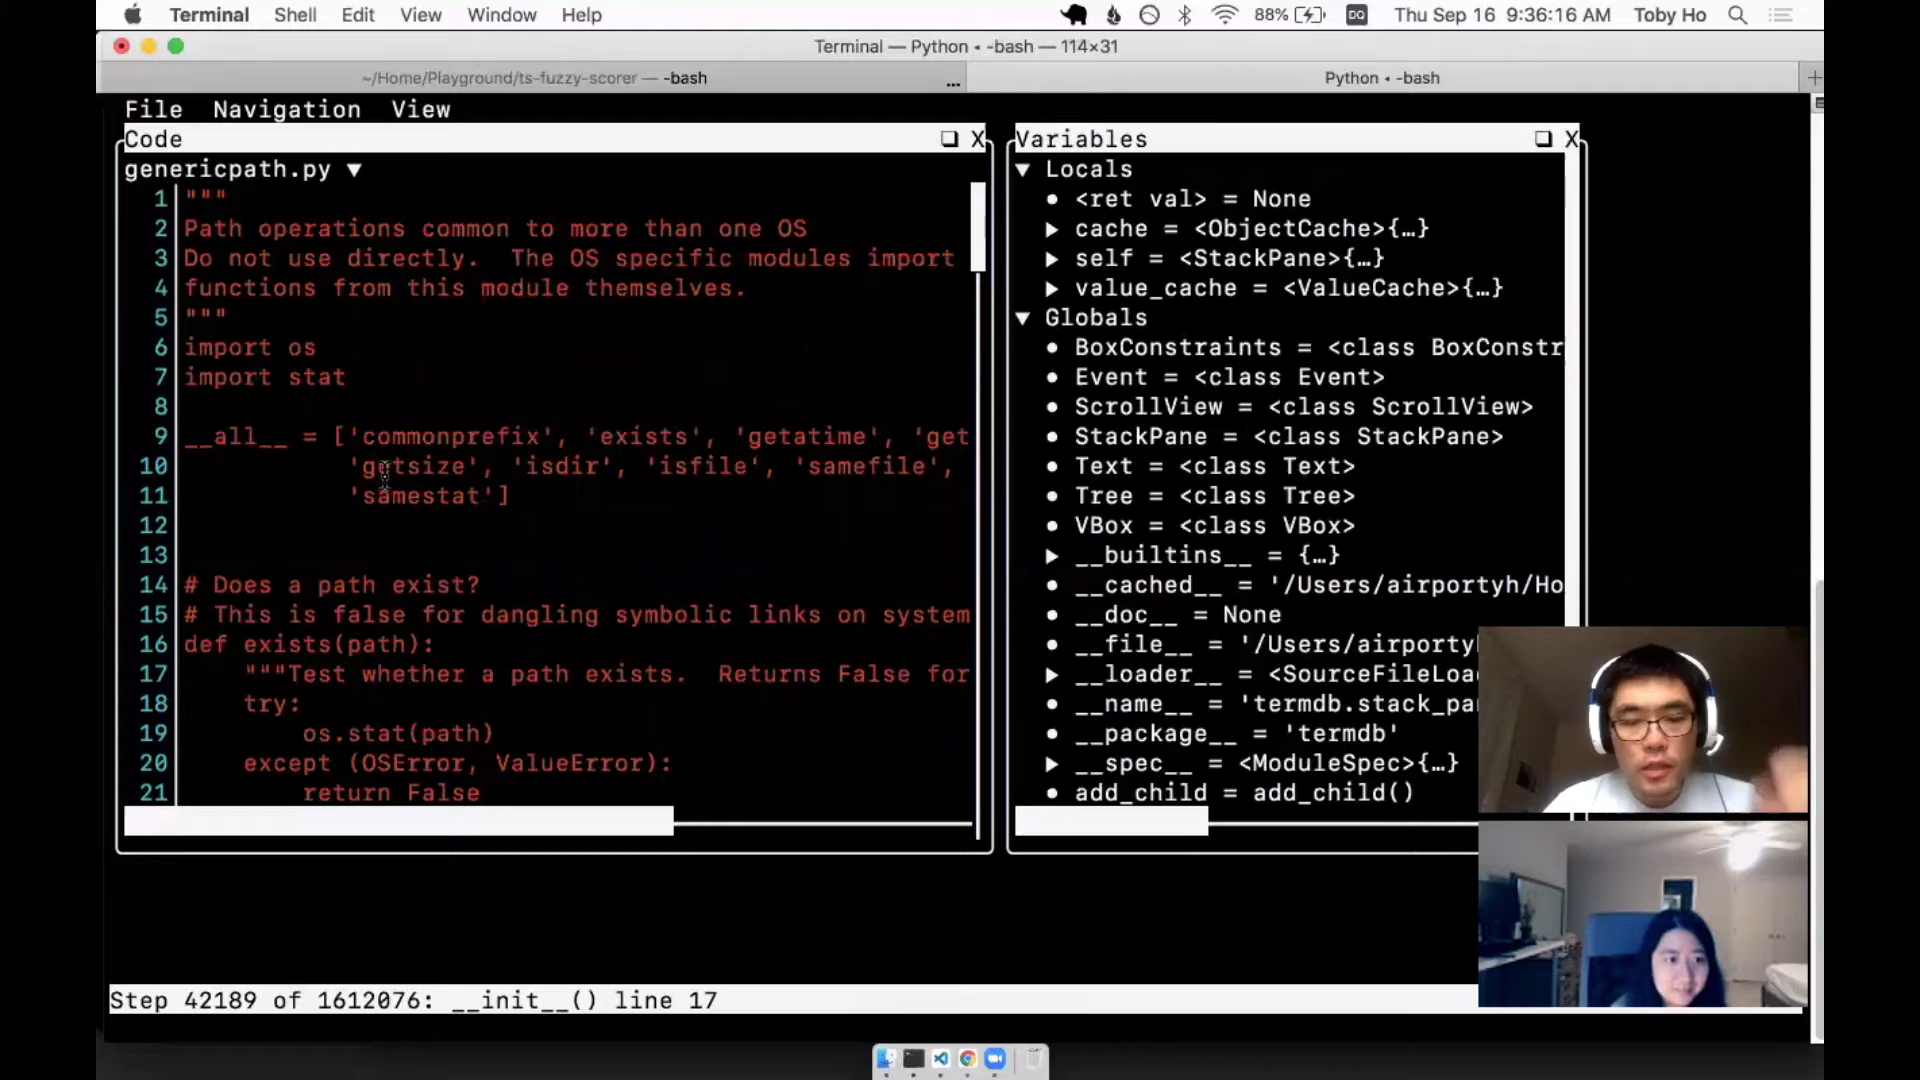 Terminal Shell Edit View Window Help 88% DQ Thu Sep 16 9:36:16 AM Toby Ho
Terminal — Python ◂ -bash — 114×31
~/Home/Playground/ts-fuzzy-scorer — -bash ... Python ◂ -bash +
File Navigation View
Code ❏ X
genericpath.py ▼
1 """
2 Path operations common to more than one OS
3 Do not use directly.  The OS specific modules import
4 functions from this module themselves.
5 """
6 import os
7 import stat
8
9 __all__ = ['commonprefix', 'exists', 'getatime', 'get
10 'getsize', 'isdir', 'isfile', 'samefile',
11 'samestat']
12
13
14 # Does a path exist?
15 # This is false for dangling symbolic links on system
16 def exists(path):
17 """Test whether a path exists.  Returns False for
18 try:
19 os.stat(path)
20 except (OSError, ValueError):
21 return False
Variables ❏ X
▼ Locals
• <ret val> = None
▶ cache = <ObjectCache>{…}
▶ self = <StackPane>{…}
▶ value_cache = <ValueCache>{…}
▼ Globals
• BoxConstraints = <class BoxConstr
• Event = <class Event>
• ScrollView = <class ScrollView>
• StackPane = <class StackPane>
• Text = <class Text>
• Tree = <class Tree>
• VBox = <class VBox>
▶ __builtins__ = {…}
• __cached__ = '/Users/airportyh/Ho
• __doc__ = None
• __file__ = '/Users/airporty
▶ __loader__ = <SourceFileLoa
• __name__ = 'termdb.stack_pa
• __package__ = 'termdb'
▶ __spec__ = <ModuleSpec>{…}
• add_child = add_child()
Step 42189 of 1612076: __init__() line 17